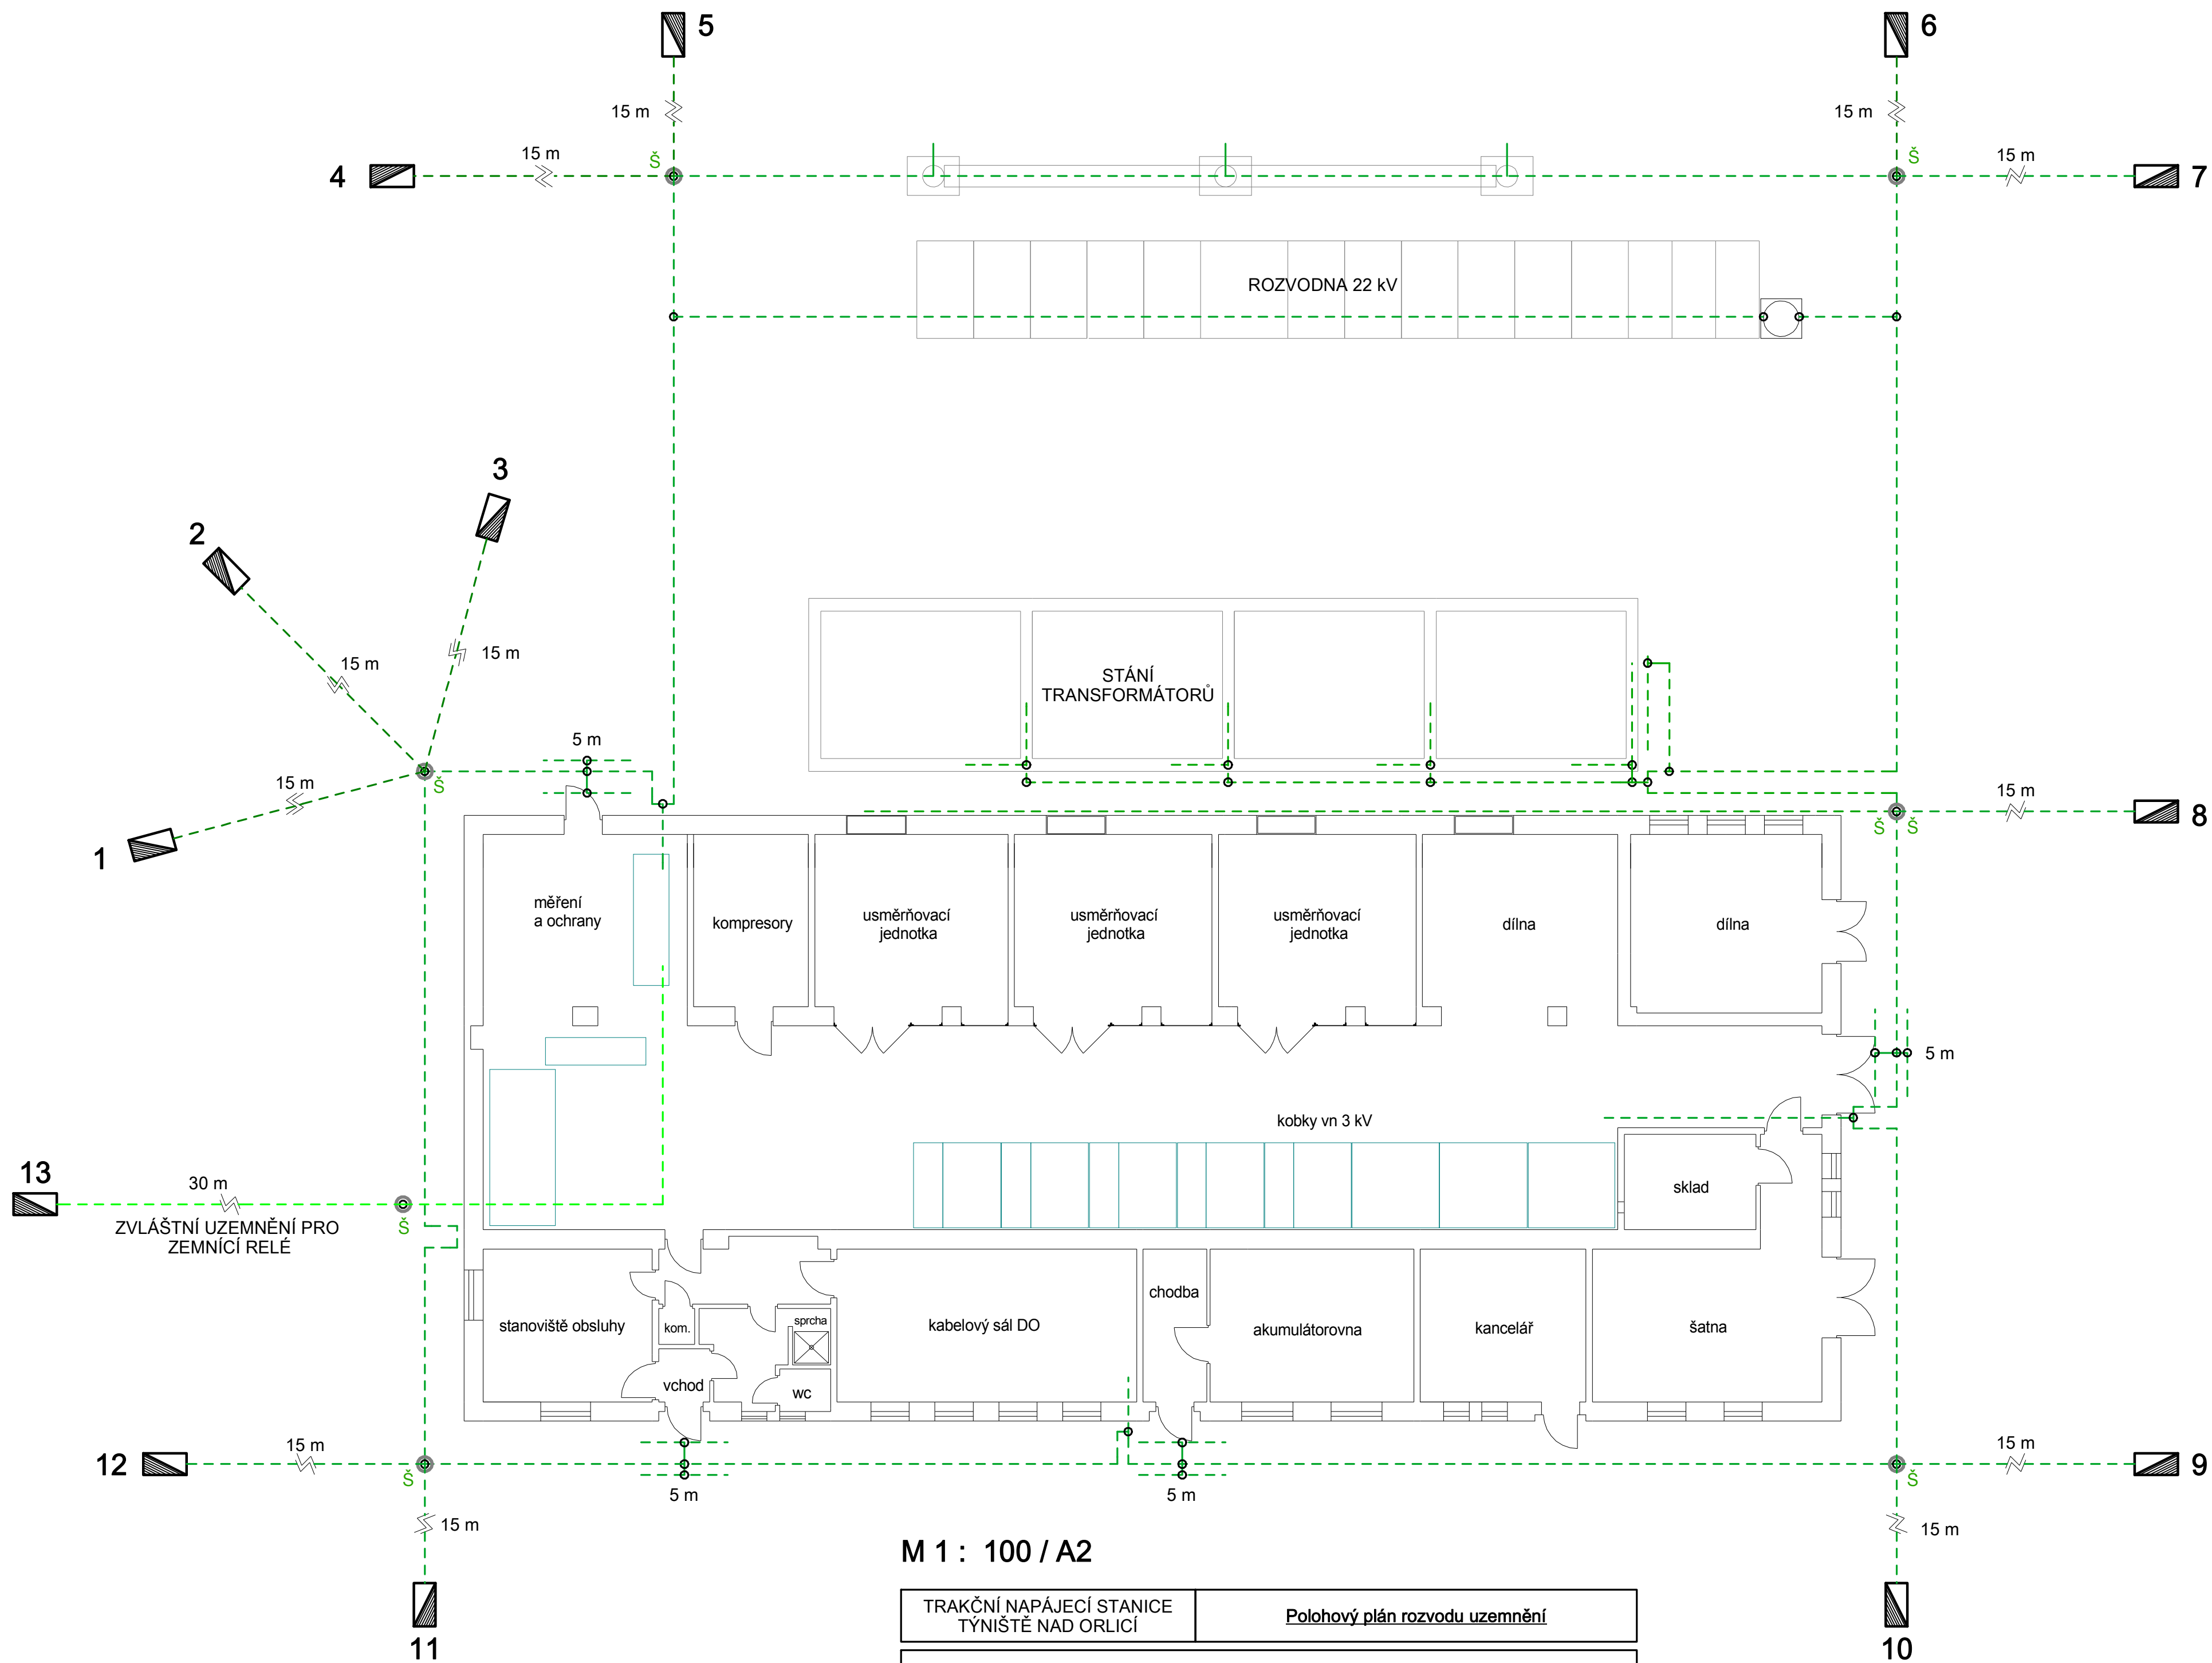 5
6
15 m
15 m
15 m
Š
Š
15 m
4
7
ROZVODNA 22 kV
3
2
15 m
15 m
STÁNÍ
TRANSFORMÁTORŮ
5 m
15 m
Š
15 m
8
Š
Š
1
měření
a ochrany
kompresory
usměrňovací
jednotka
usměrňovací
jednotka
usměrňovací
jednotka
dílna
dílna
5 m
kobky vn 3 kV
13
30 m
sklad
ZVLÁŠTNÍ UZEMNĚNÍ PRO
ZEMNÍCÍ RELÉ
Š
chodba
stanoviště obsluhy
kom.
sprcha
kabelový sál DO
akumulátorovna
kancelář
šatna
vchod
wc
12
15 m
Š
15 m
9
Š
5 m
5 m
15 m
15 m
M 1 : 100 / A2
TRAKČNÍ NAPÁJECÍ STANICE
TÝNIŠTĚ NAD ORLICÍ
Polohový plán rozvodu uzemnění
11
10